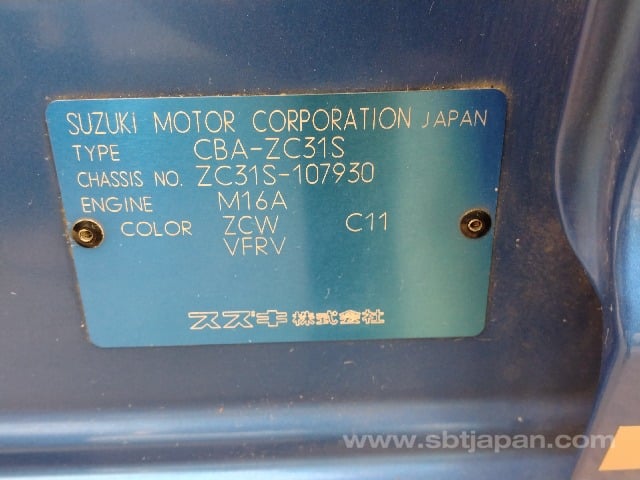 SUZUKI MOTOR CORPORATION JAPAN
TYPE CBA-ZC31S
CHASSIS NO. ZC31S-107930
ENGINE M16A
COLOR ZCW C11
VFRV
スズキ株式会社
www.sbtjapan.com